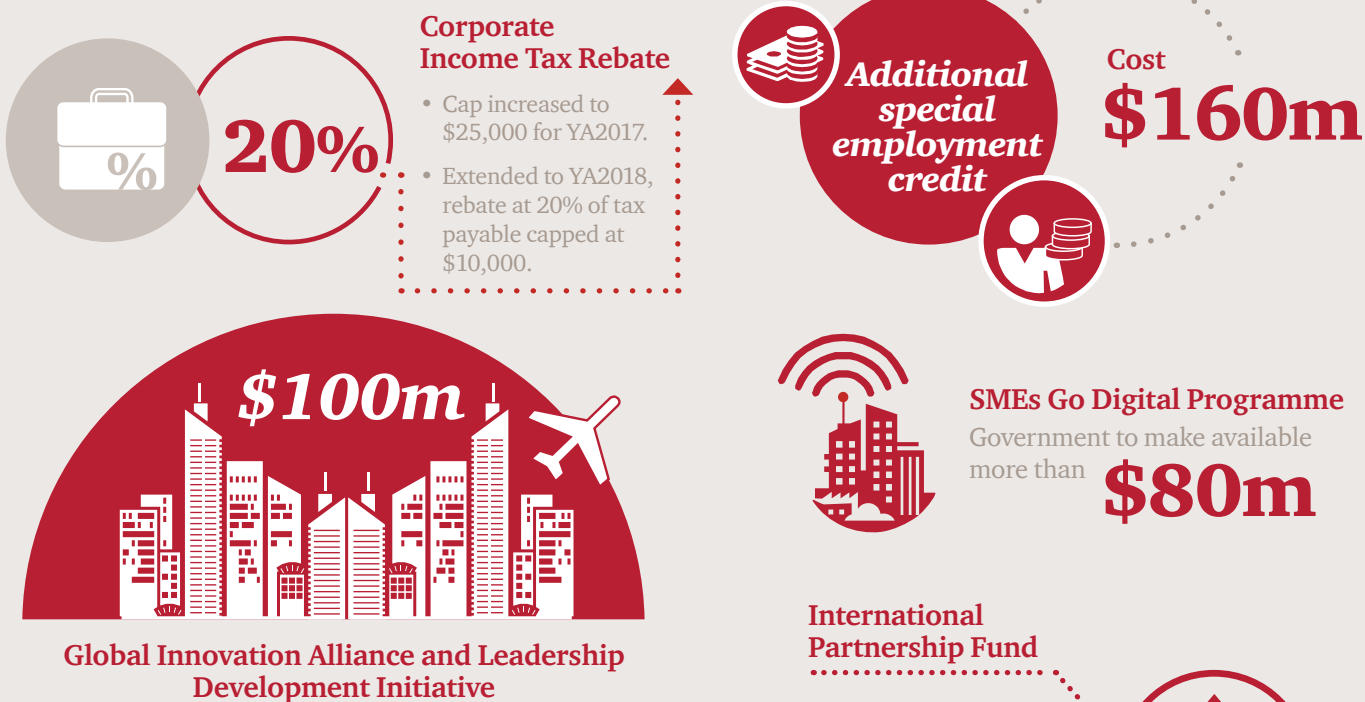 Corporate
Income Tax Rebate
20%
%
• Cap increased to
$25,000 for YA2017.
• Extended to YA2018,
rebate at 20% of tax
payable capped at
$10,000.
Additional
special
employment
credit
Cost
$160m
$100m
Global Innovation Alliance and Leadership
Development Initiative
SMEs Go Digital Programme
Government to make available
more than
$80m
International
Partnership Fund